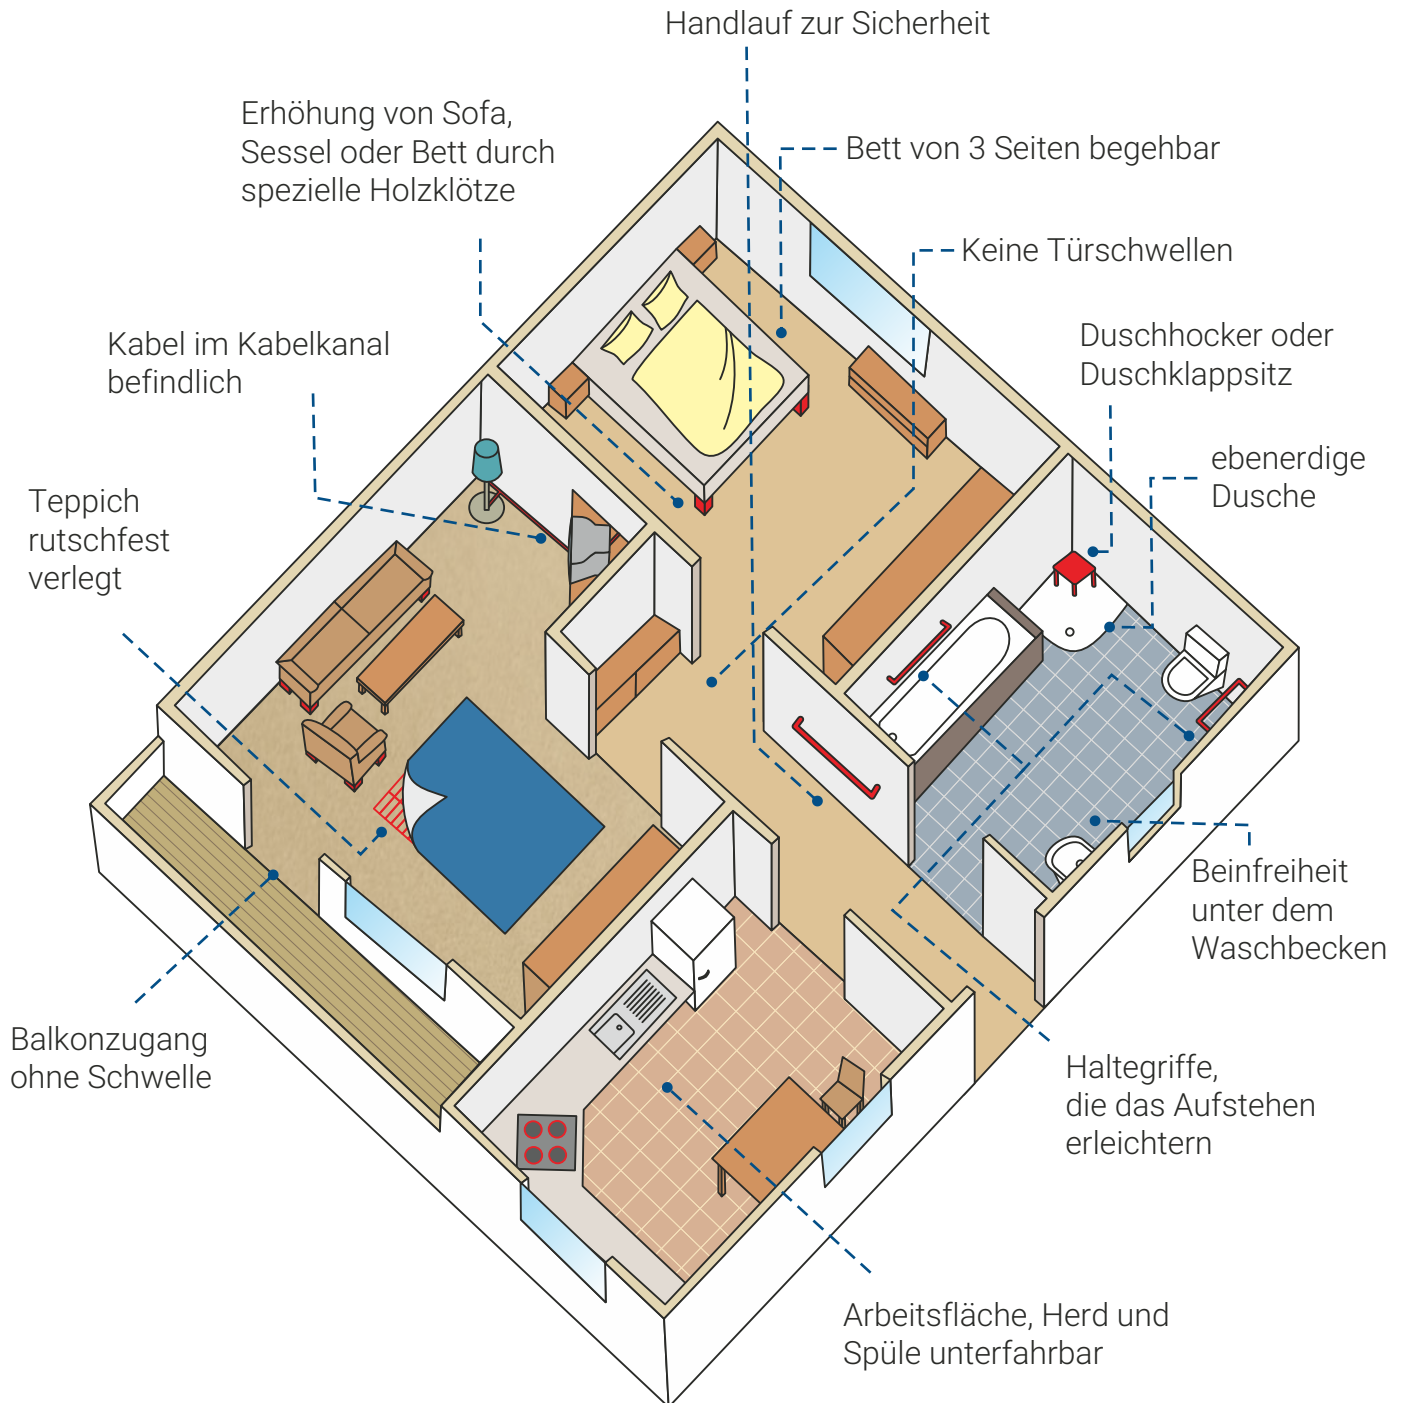 Handlauf zur Sicherheit
Erhöhung von Sofa,
Sessel oder Bett durch
spezielle Holzklötze
Bett von 3 Seiten begehbar
Keine Türschwellen
Kabel im Kabelkanal
befindlich
Duschhocker oder
Duschklappsitz
ebenerdige
Dusche
Teppich
rutschfest
verlegt
Beinfreiheit
unter dem
Waschbecken
Balkonzugang
ohne Schwelle
Haltegriffe,
die das Aufstehen
erleichtern
Arbeitsfläche, Herd und
Spüle unterfahrbar